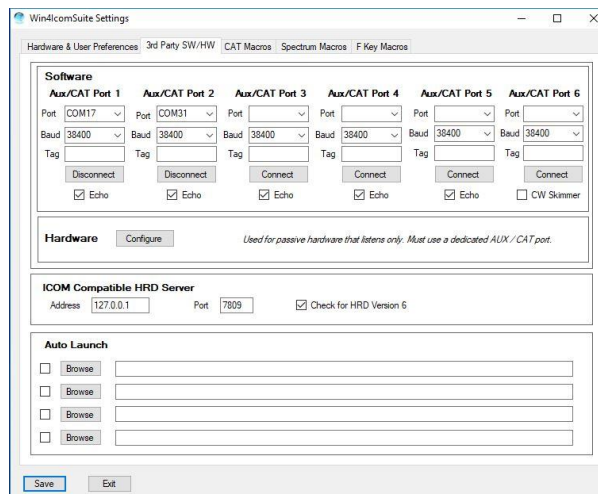 Win4IcomSuite Settings
Hardware & User Preferences 3rd Party SW/HW CAT Macros Spectrum Macros F Key Macros
Software
Aux/CAT Port 1 Aux/CAT Port 2 Aux/CAT Port 3 Aux/CAT Port 4 Aux/CAT Port 5 Aux/CAT Port 6
Port COM17 Port COM31 Port Port Port Port
Baud 38400 Baud 38400 Baud 38400 Baud 38400 Baud 38400 Baud 38400
Tag Tag Tag Tag Tag Tag
Disconnect Disconnect Connect Connect Connect Connect
Echo Echo Echo Echo Echo CW Skimmer
Hardware Configure Used for passive hardware that listens only. Must use a dedicated AUX / CAT port.
ICOM Compatible HRD Server
Address 127.0.0.1 Port 7809 Check for HRD Version 6
Auto Launch
Browse
Browse
Browse
Browse
Save Exit